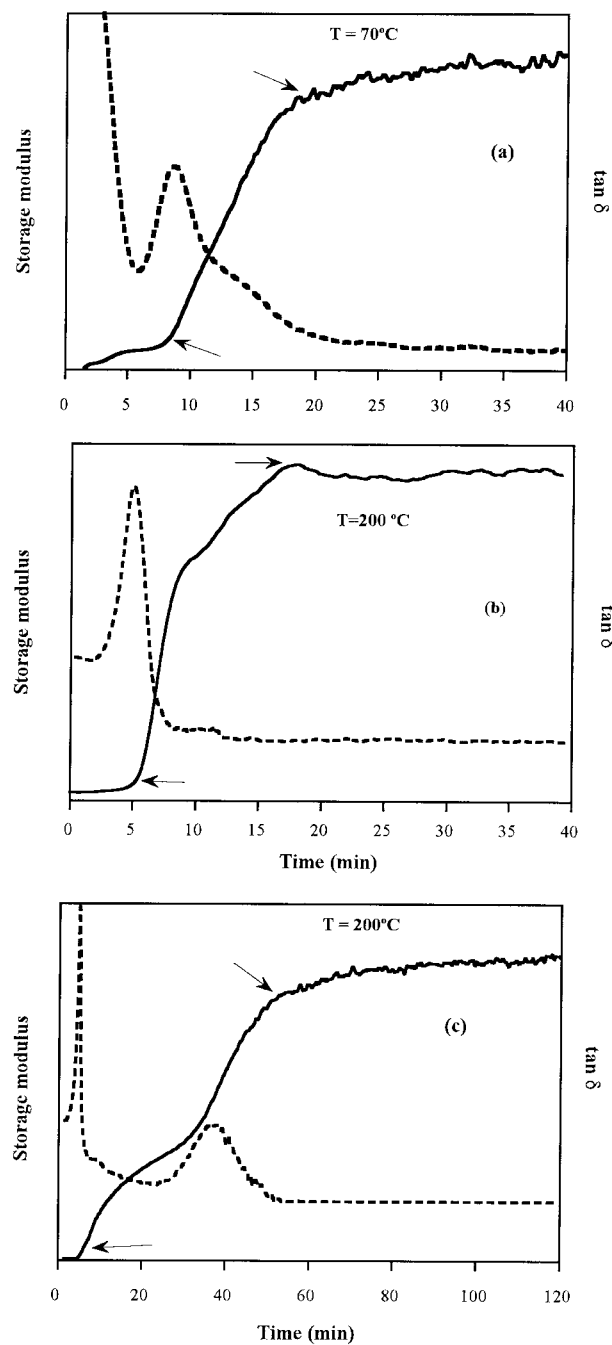 T = 70ºC
(a)
Storage modulus
tan δ
0 5 10 15 20 25 30 35 40
T=200 ºC
(b)
Storage modulus
tan δ
0 5 10 15 20 25 30 35 40
Time (min)
T = 200ºC
(c)
Storage modulus
tan δ
0 20 40 60 80 100 120
Time (min)